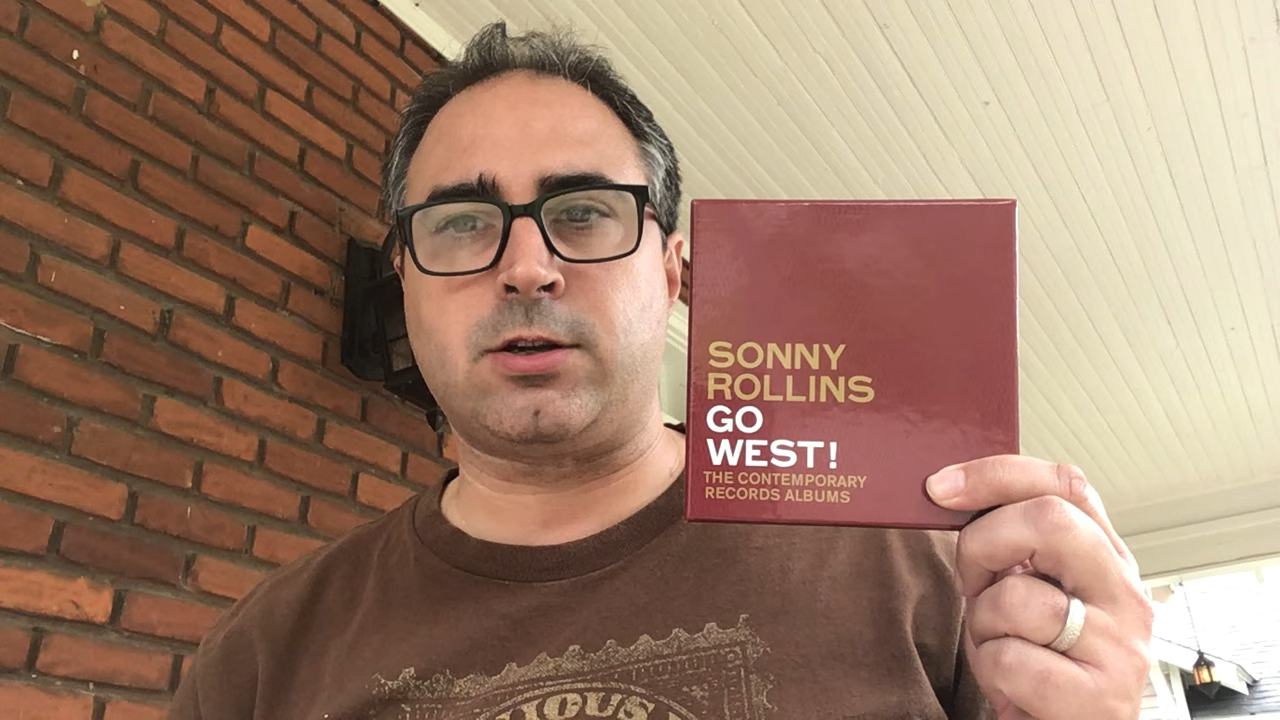 SONNY
ROLLINS
GO
WEST!
THE CONTEMPORARY
RECORDS ALBUMS